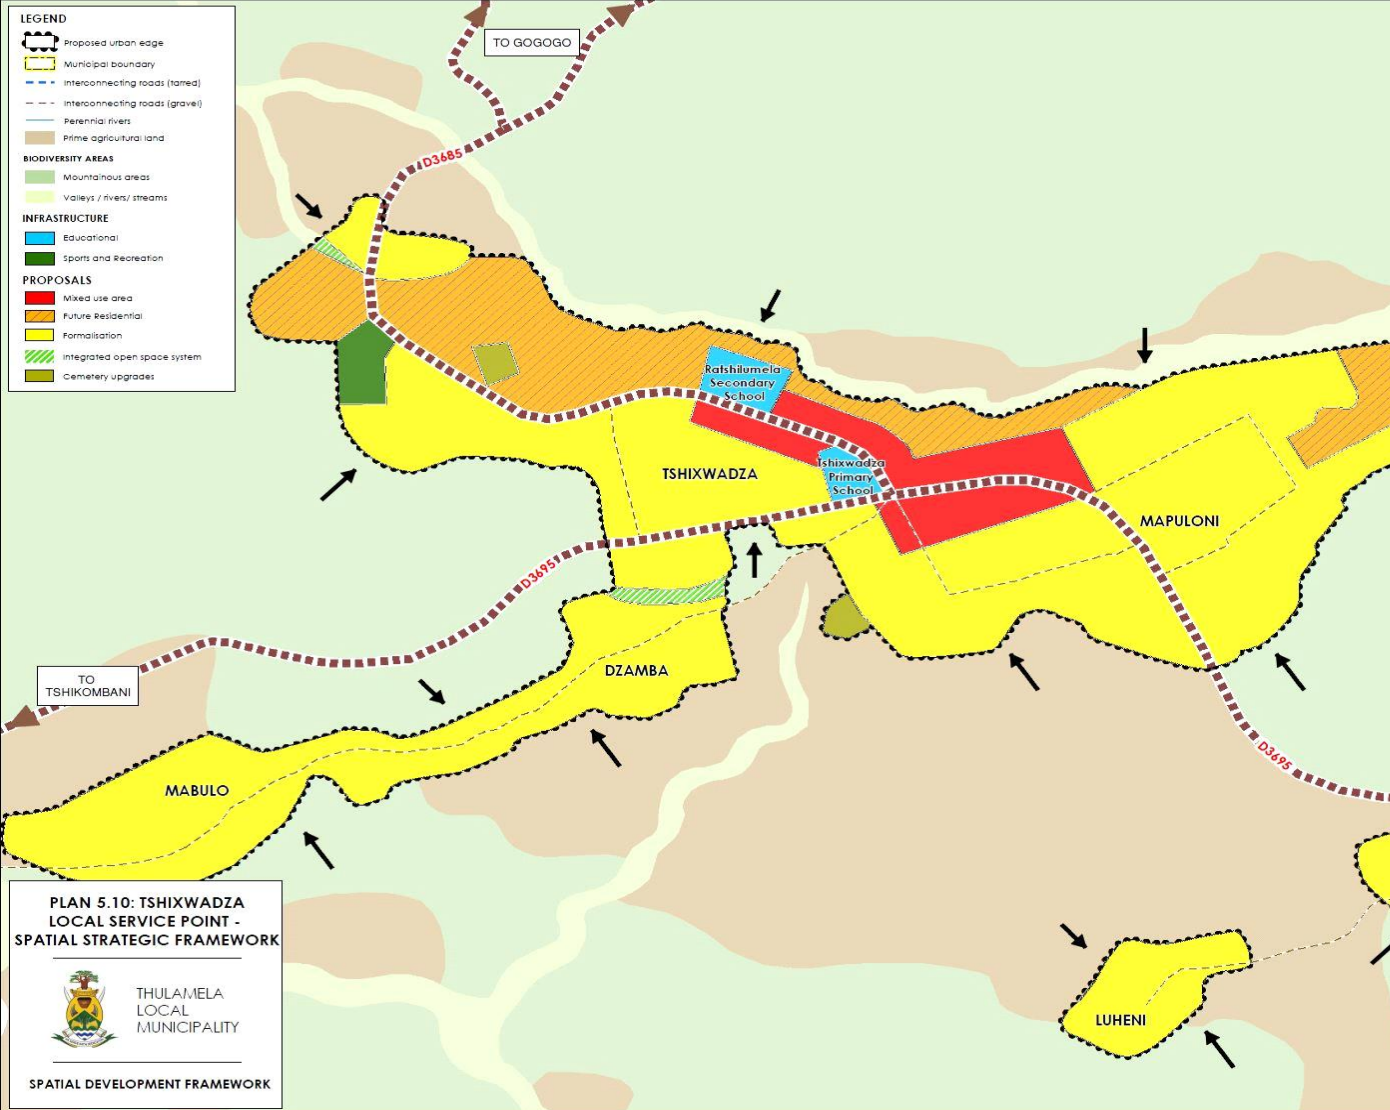 LEGEND
Proposed urban edge
Municipal boundary
Interconnecting roads (tarred)
Interconnecting roads (gravel)
Perennial rivers
Prime agricultural land
BIODIVERSITY AREAS
Mountainous areas
Valleys / rivers/ streams
INFRASTRUCTURE
Educational
Sports and Recreation
PROPOSALS
Mixed use area
Future Residential
Formalisation
Integrated open space system
Cemetery upgrades
TO GOGOGO
D3685
Ratshilumela
Secondary
School
TSHIXWADZA
Tshixwadza
Primary
School
MAPULONI
D3695
DZAMBA
TO
TSHIKOMBANI
MABULO
D3695
LUHENI
PLAN 5.10: TSHIXWADZA
LOCAL SERVICE POINT -
SPATIAL STRATEGIC FRAMEWORK
THULAMELA
LOCAL
MUNICIPALITY
SPATIAL DEVELOPMENT FRAMEWORK